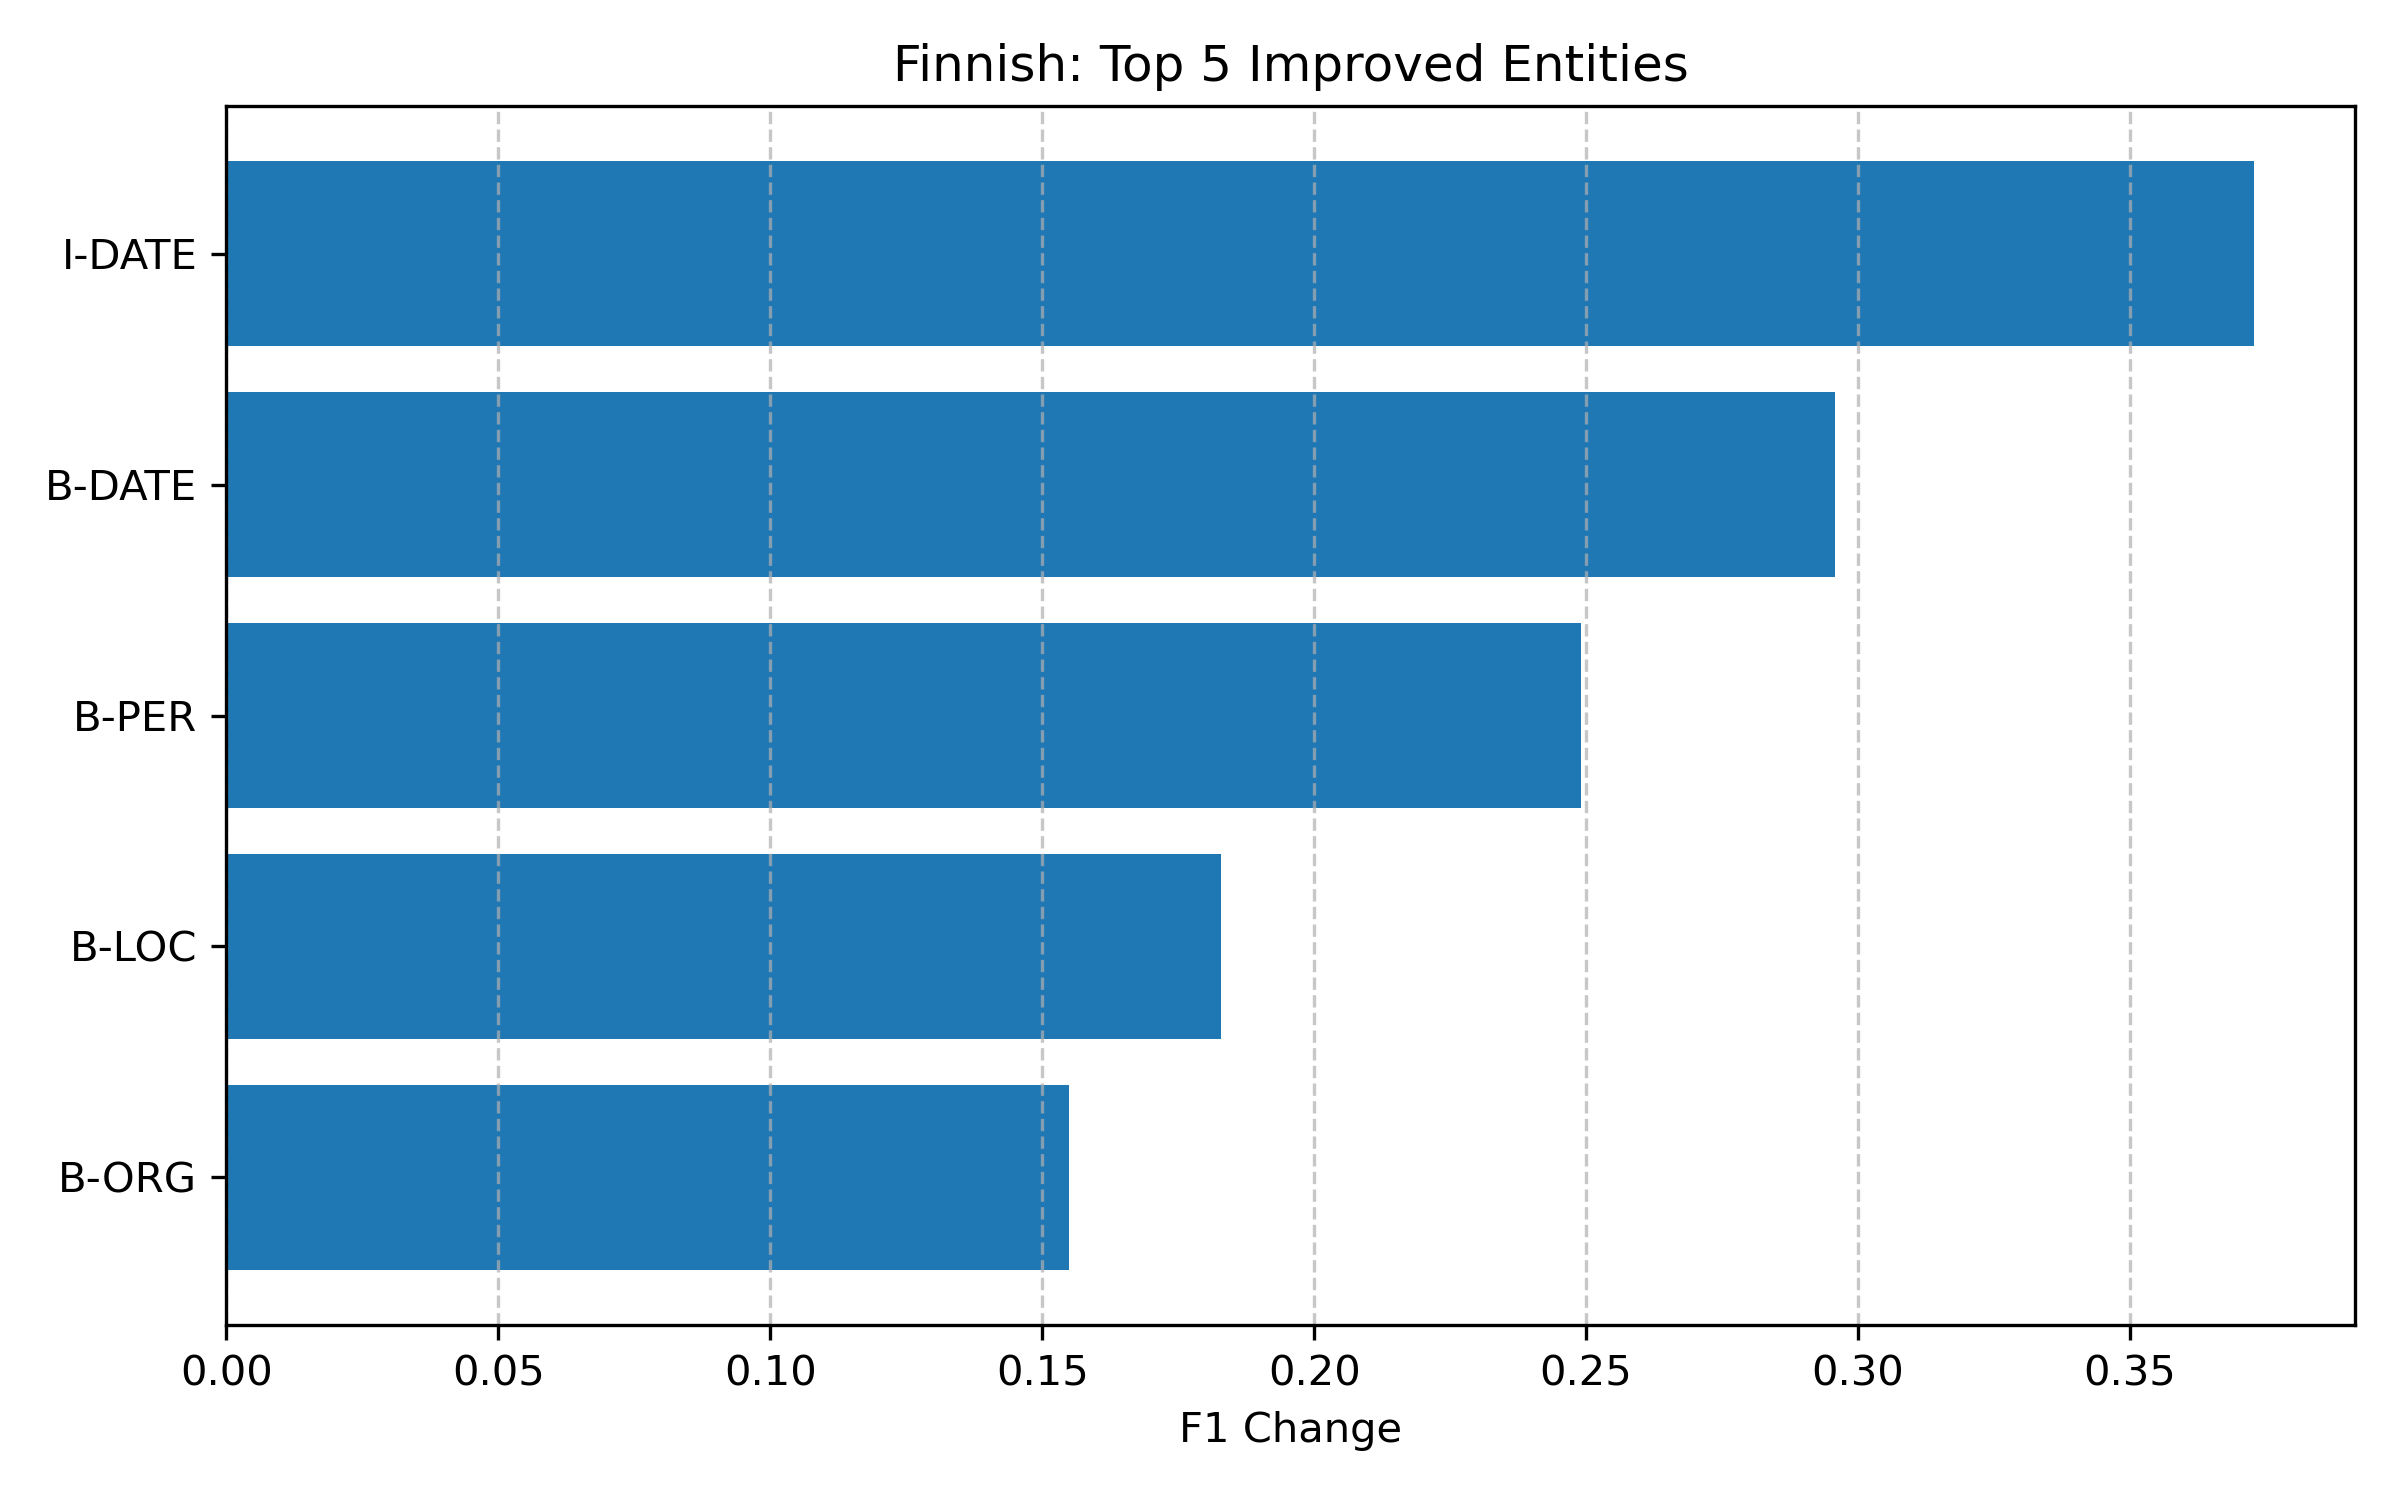 Finnish: Top 5 Improved Entities
I-DATE
B-DATE
B-PER
B-LOC
B-ORG
0.00 0.05 0.10 0.15 0.20 0.25 0.30 0.35
F1 Change